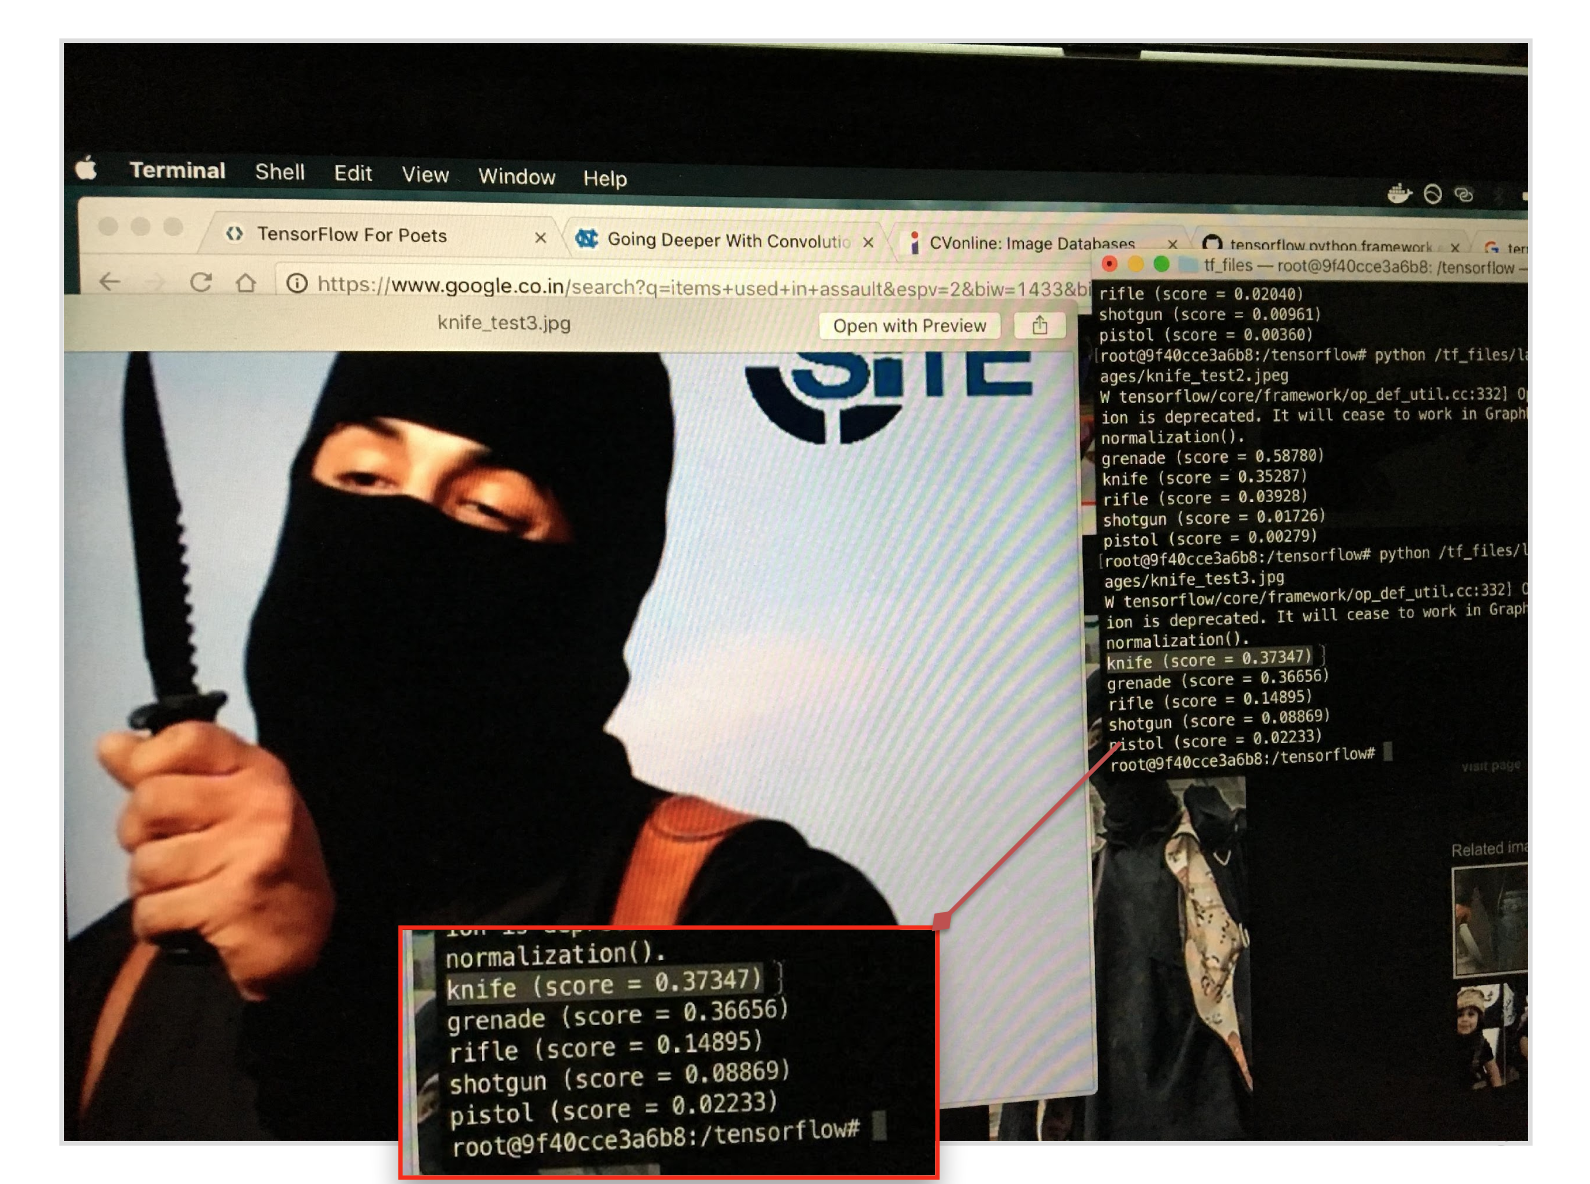 Terminal Shell Edit View Window Help
TensorFlow For Poets × Going Deeper With Convolutio × CVonline: Image Databases × tensorflow.python.framework × G
https://www.google.co.in/search?q=items+used+in+assault&espv=2&biw=1433&bi
knife_test3.jpg Open with Preview
SITE
tf_files — root@9f40cce3a6b8: /tensorflow —
rifle (score = 0.02040)
shotgun (score = 0.00961)
pistol (score = 0.00360)
[root@9f40cce3a6b8:/tensorflow# python /tf_files/la
ages/knife_test2.jpeg
W tensorflow/core/framework/op_def_util.cc:332] Op
ion is deprecated. It will cease to work in Graph
normalization().
grenade (score = 0.58780)
knife (score = 0.35287)
rifle (score = 0.03928)
shotgun (score = 0.01726)
pistol (score = 0.00279)
[root@9f40cce3a6b8:/tensorflow# python /tf_files/l
ages/knife_test3.jpg
W tensorflow/core/framework/op_def_util.cc:332] O
ion is deprecated. It will cease to work in Graph
normalization().
knife (score = 0.37347)
grenade (score = 0.36656)
rifle (score = 0.14895)
shotgun (score = 0.08869)
pistol (score = 0.02233)
root@9f40cce3a6b8:/tensorflow#
visit page
Related ima
normalization().
knife (score = 0.37347)
grenade (score = 0.36656)
rifle (score = 0.14895)
shotgun (score = 0.08869)
pistol (score = 0.02233)
root@9f40cce3a6b8:/tensorflow#